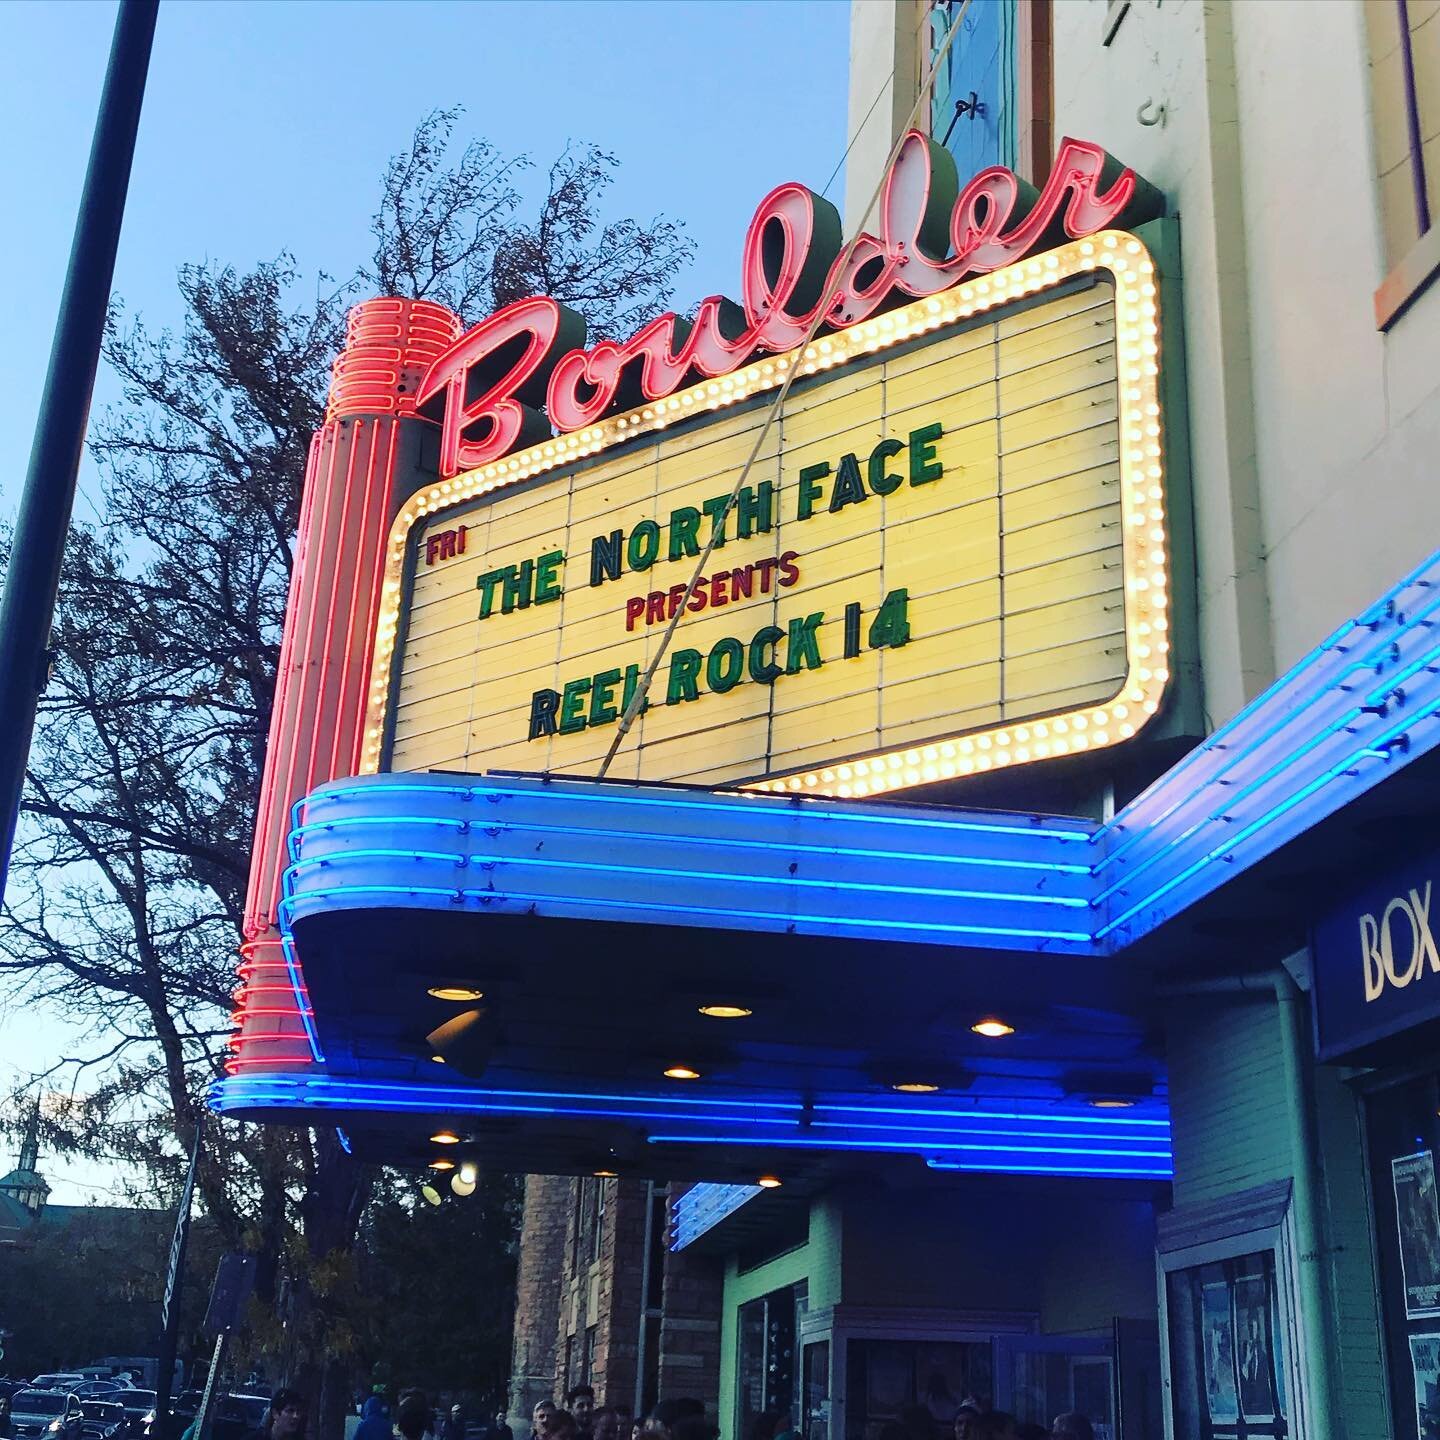 Boulder
FRI
THE NORTH FACE
PRESENTS
REEL ROCK 14
BOX